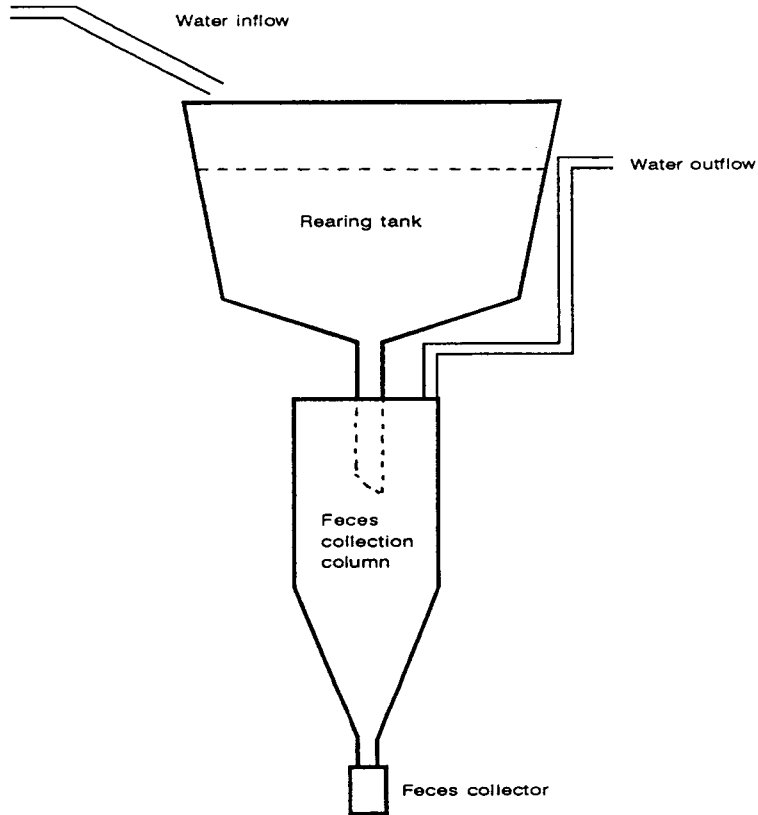 Water inflow
Water outflow
Rearing tank
Feces
collection
column
Feces collector